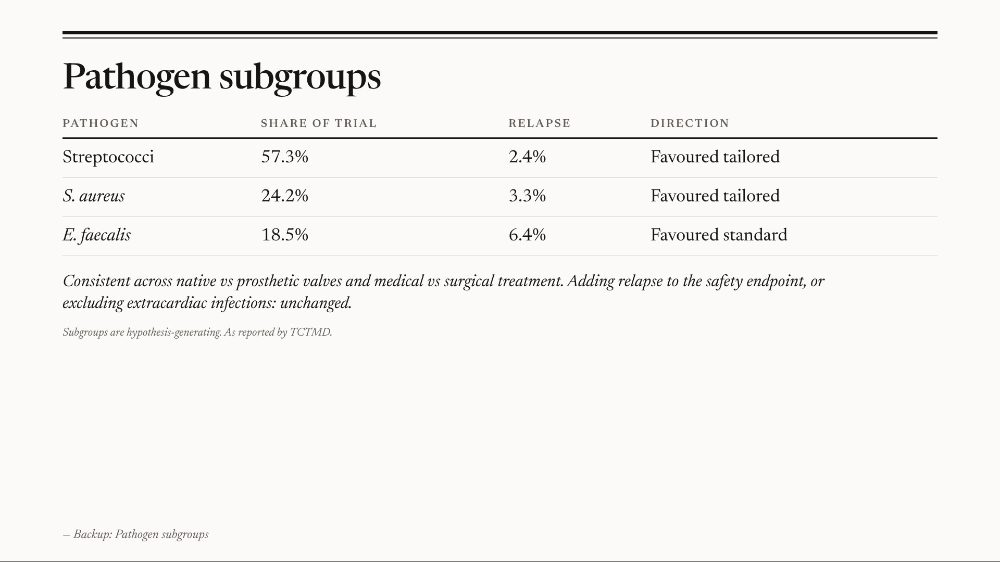 Pathogen subgroups
PATHOGEN SHARE OF TRIAL RELAPSE DIRECTION
Streptococci 57.3% 2.4% Favoured tailored
S. aureus 24.2% 3.3% Favoured tailored
E. faecalis 18.5% 6.4% Favoured standard
Consistent across native vs prosthetic valves and medical vs surgical treatment. Adding relapse to the safety endpoint, or
excluding extracardiac infections: unchanged.
Subgroups are hypothesis-generating. As reported by TCTMD.
– Backup: Pathogen subgroups